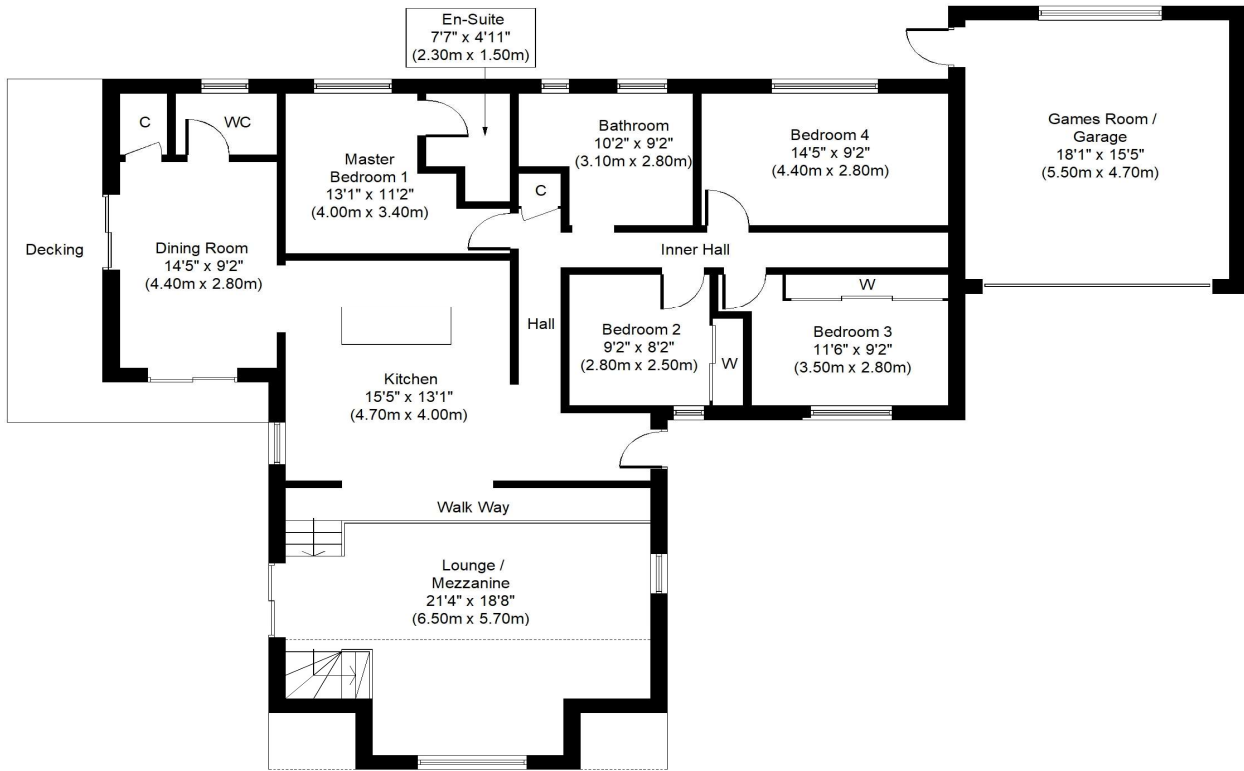 En-Suite
7'7" x 4'11"
(2.30m x 1.50m)
C
WC
Master
Bedroom 1
13'1" x 11'2"
(4.00m x 3.40m)
Bathroom
10'2" x 9'2"
(3.10m x 2.80m)
C
Bedroom 4
14'5" x 9'2"
(4.40m x 2.80m)
Games Room /
Garage
18'1" x 15'5"
(5.50m x 4.70m)
Decking
Dining Room
14'5" x 9'2"
(4.40m x 2.80m)
Inner Hall
Hall
Bedroom 2
9'2" x 8'2"
(2.80m x 2.50m)
W
W
Bedroom 3
11'6" x 9'2"
(3.50m x 2.80m)
Kitchen
15'5" x 13'1"
(4.70m x 4.00m)
Walk Way
Lounge /
Mezzanine
21'4" x 18'8"
(6.50m x 5.70m)